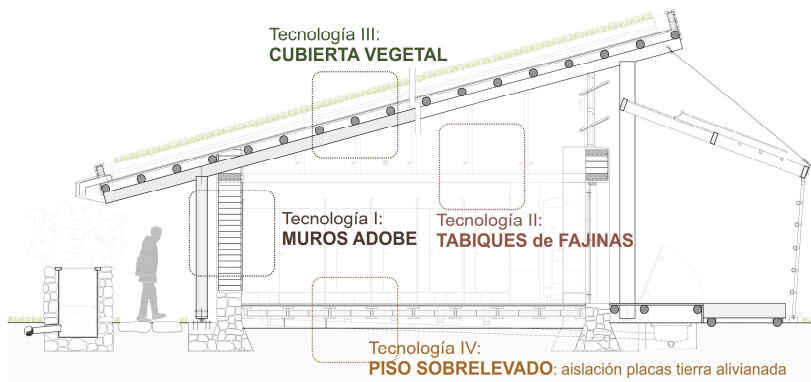 Tecnología III:
CUBIERTA VEGETAL
Tecnología I:
MUROS ADOBE
Tecnología II:
TABIQUES de FAJINAS
Tecnología IV:
PISO SOBRELEVADO: aislación placas tierra alivianada